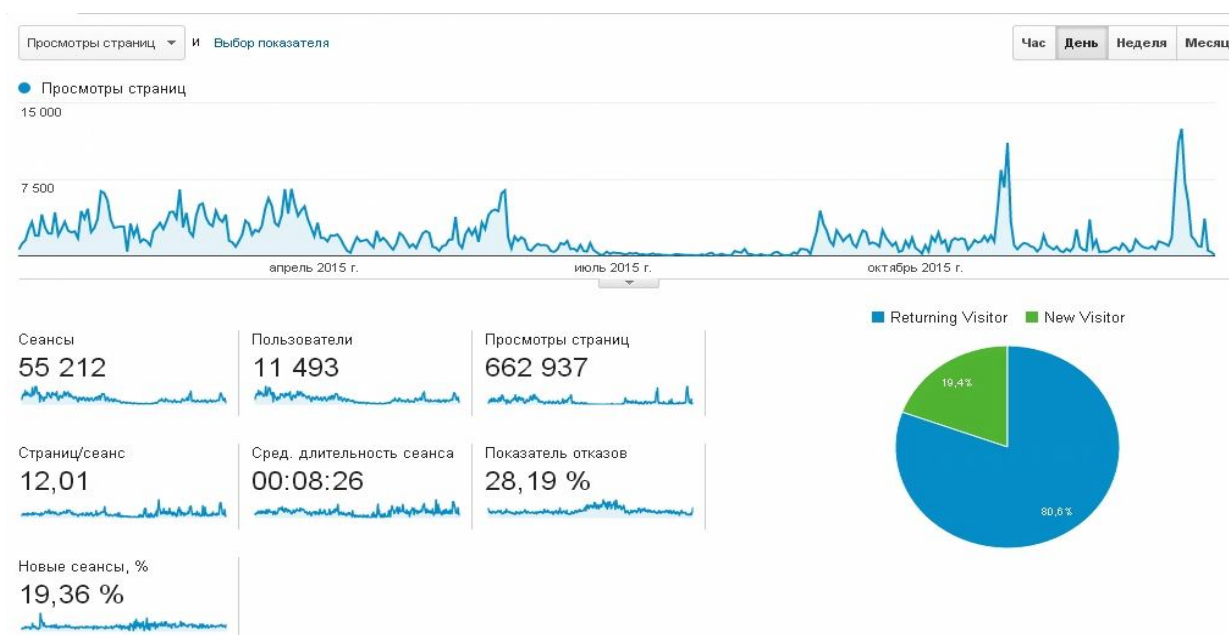 Просмотры страниц и Выбор показателя Час День Неделя Месяц
Просмотры страниц
15 000
7 500
апрель 2015 г. июль 2015 г. октябрь 2015 г.
Returning Visitor New Visitor
Сеансы Пользователи Просмотры страниц
55 212 11 493 662 937
19,4%
Страниц/сеанс Сред. длительность сеанса Показатель отказов
12,01 00:08:26 28,19 %
80,6%
Новые сеансы, %
19,36 %